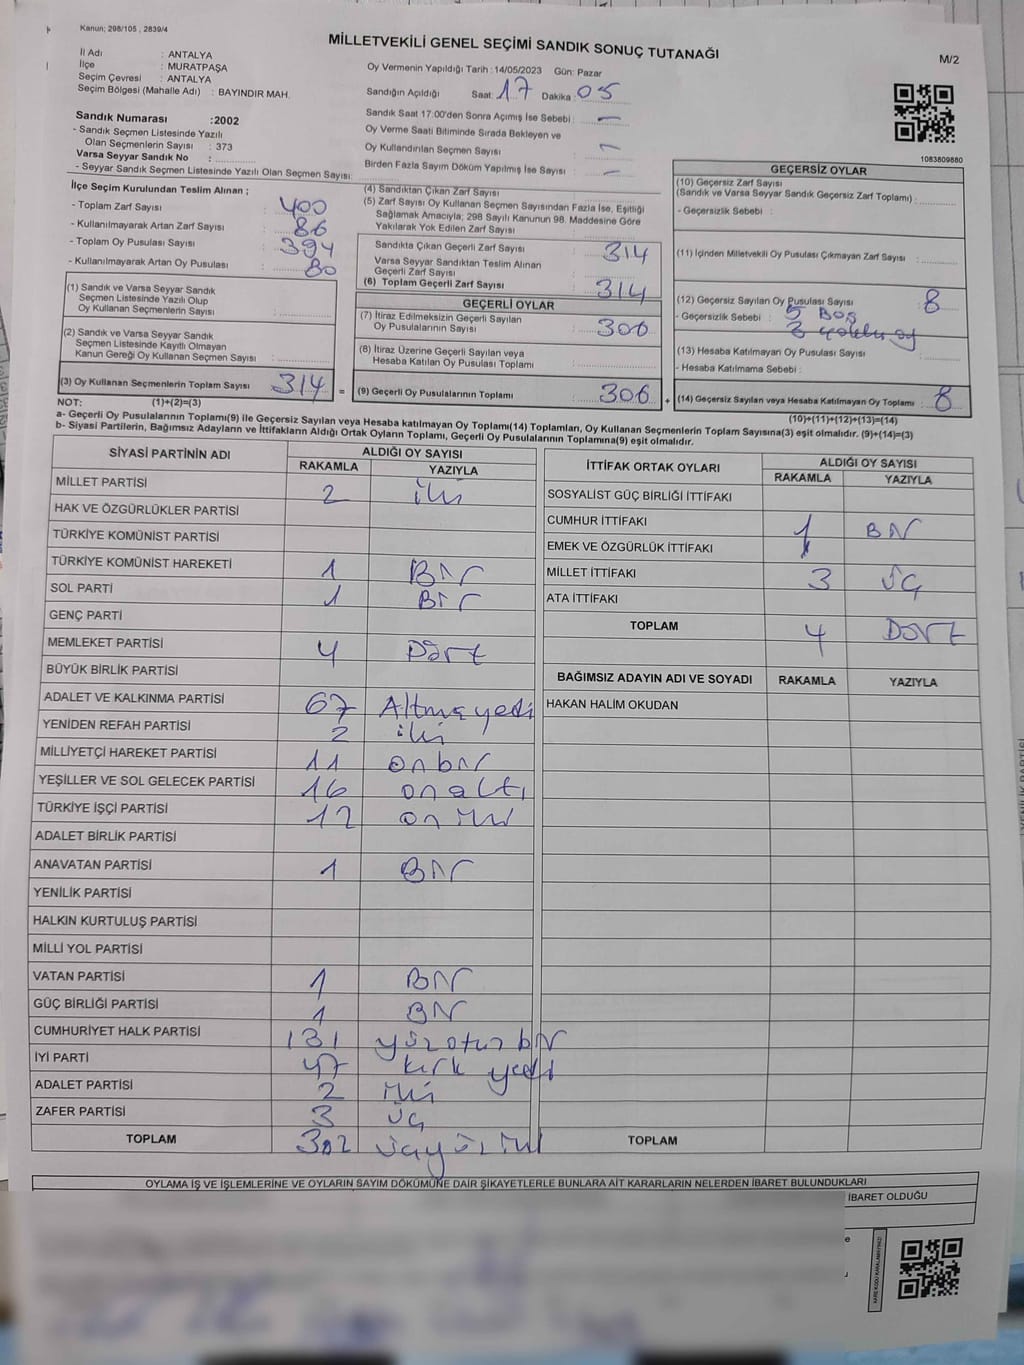 Kanun: 298/105 , 2839/4
MİLLETVEKİLİ GENEL SEÇİMİ SANDIK SONUÇ TUTANAĞI
M/2
İl Adı : ANTALYA
İlçe : MURATPAŞA
Seçim Çevresi : ANTALYA
Seçim Bölgesi (Mahalle Adı) : BAYINDIR MAH.
Oy Vermenin Yapıldığı Tarih : 14/05/2023 Gün: Pazar
Sandığın Açıldığı Saat: 17 Dakika 05
Sandık Saat 17.00'den Sonra Açımış İse Sebebi : —
Oy Verme Saati Bitiminde Sırada Bekleyen ve
Oy Kullandırılan Seçmen Sayısı : —
Birden Fazla Sayım Döküm Yapılmış İse Sayısı : —
Sandık Numarası :2002
- Sandık Seçmen Listesinde Yazılı
Olan Seçmenlerin Sayısı : 373
Varsa Seyyar Sandık No :
- Seyyar Sandık Seçmen Listesinde Yazılı Olan Seçmen Sayısı:
1083809880
İlçe Seçim Kurulundan Teslim Alınan ;
- Toplam Zarf Sayısı : 400
- Kullanılmayarak Artan Zarf Sayısı : 86
- Toplam Oy Pusulası Sayısı : 394
- Kullanılmayarak Artan Oy Pusulası : 80
(1) Sandık ve Varsa Seyyar Sandık
Seçmen Listesinde Yazılı Olup
Oy Kullanan Seçmenlerin Sayısı :
(2) Sandık ve Varsa Seyyar Sandık
Seçmen Listesinde Kayıtlı Olmayan
Kanun Gereği Oy Kullanan Seçmen Sayısı :
(3) Oy Kullanan Seçmenlerin Toplam Sayısı 314 =
(4) Sandıktan Çıkan Zarf Sayısı :
(5) Zarf Sayısı Oy Kullanan Seçmen Sayısından Fazla İse, Eşitliği
Sağlamak Amacıyla; 298 Sayılı Kanunun 98. Maddesine Göre
Yakılarak Yok Edilen Zarf Sayısı :
Sandıkta Çıkan Geçerli Zarf Sayısı : 314
Varsa Seyyar Sandıktan Teslim Alınan
Geçerli Zarf Sayısı :
(6) Toplam Geçerli Zarf Sayısı : 314
GEÇERLİ OYLAR
(7) İtiraz Edilmeksizin Geçerli Sayılan
Oy Pusulalarının Sayısı : 306
(8) İtiraz Üzerine Geçerli Sayılan veya
Hesaba Katılan Oy Pusulaları Toplamı :
(9) Geçerli Oy Pusulalarının Toplamı : 306 +
GEÇERSİZ OYLAR
(10) Geçersiz Zarf Sayısı
(Sandık ve Varsa Seyyar Sandık Geçersiz Zarf Toplamı) :
- Geçersizlik Sebebi :
(11) İçinden Milletvekili Oy Pusulası Çıkmayan Zarf Sayısı :
(12) Geçersiz Sayılan Oy Pusulası Sayısı : 8
- Geçersizlik Sebebi : 5 Boş
3
(13) Hesaba Katılmayan Oy Pusulası Sayısı :
- Hesaba Katılmama Sebebi :
(14) Geçersiz Sayılan veya Hesaba Katılmayan Oy Toplamı : 8
NOT: (1)+(2)=(3)
(10)+(11)+(12)+(13)=(14)
a- Geçerli Oy Pusulalarının Toplamı(9) ile Geçersiz Sayılan veya Hesaba katılmayan Oy Toplamı(14) Toplamları, Oy Kullanan Seçmenlerin Toplam Sayısına(3) eşit olmalıdır. (9)+(14)=(3)
b- Siyasi Partilerin, Bağımsız Adayların ve İttifakların Aldığı Ortak Oyların Toplamı, Geçerli Oy Pusulalarının Toplamına(9) eşit olmalıdır.
SİYASİ PARTİNİN ADI ALDIĞI OY SAYISI
RAKAMLA YAZIYLA
MİLLET PARTİSİ 2 iki
HAK VE ÖZGÜRLÜKLER PARTİSİ
TÜRKİYE KOMÜNİST PARTİSİ
TÜRKİYE KOMÜNİST HAREKETİ 1 Bir
SOL PARTİ 1 Bir
GENÇ PARTİ
MEMLEKET PARTİSİ 4 Dört
BÜYÜK BİRLİK PARTİSİ
ADALET VE KALKINMA PARTİSİ 67 Altmışyedi
YENİDEN REFAH PARTİSİ 2 iki
MİLLİYETÇİ HAREKET PARTİSİ 11 onbir
YEŞİLLER VE SOL GELECEK PARTİSİ 16 onaltı
TÜRKİYE İŞÇİ PARTİSİ 12 oniki
ADALET BİRLİK PARTİSİ
ANAVATAN PARTİSİ 1 Bir
YENİLİK PARTİSİ
HALKIN KURTULUŞ PARTİSİ
MİLLİ YOL PARTİSİ
VATAN PARTİSİ 1 Bir
GÜÇ BİRLİĞİ PARTİSİ 1 Bir
CUMHURİYET HALK PARTİSİ 131 yüzotuzbir
İYİ PARTİ 47 kırk yedi
ADALET PARTİSİ 2 iki
ZAFER PARTİSİ 3 üç
TOPLAM 302 üçyüziki
İTTİFAK ORTAK OYLARI ALDIĞI OY SAYISI
RAKAMLA YAZIYLA
SOSYALİST GÜÇ BİRLİĞİ İTTİFAKI
CUMHUR İTTİFAKI 1 BİR
EMEK VE ÖZGÜRLÜK İTTİFAKI
MİLLET İTTİFAKI 3 üç
ATA İTTİFAKI
TOPLAM 4 Dört
BAĞIMSIZ ADAYIN ADI VE SOYADI RAKAMLA YAZIYLA
HAKAN HALİM OKUDAN
TOPLAM
OYLAMA İŞ VE İŞLEMLERİNE VE OYLARIN SAYIM DÖKÜMÜNE DAİR ŞİKAYETLERLE BUNLARA AİT KARARLARIN NELERDEN İBARET BULUNDUKLARI
İBARET OLDUĞU